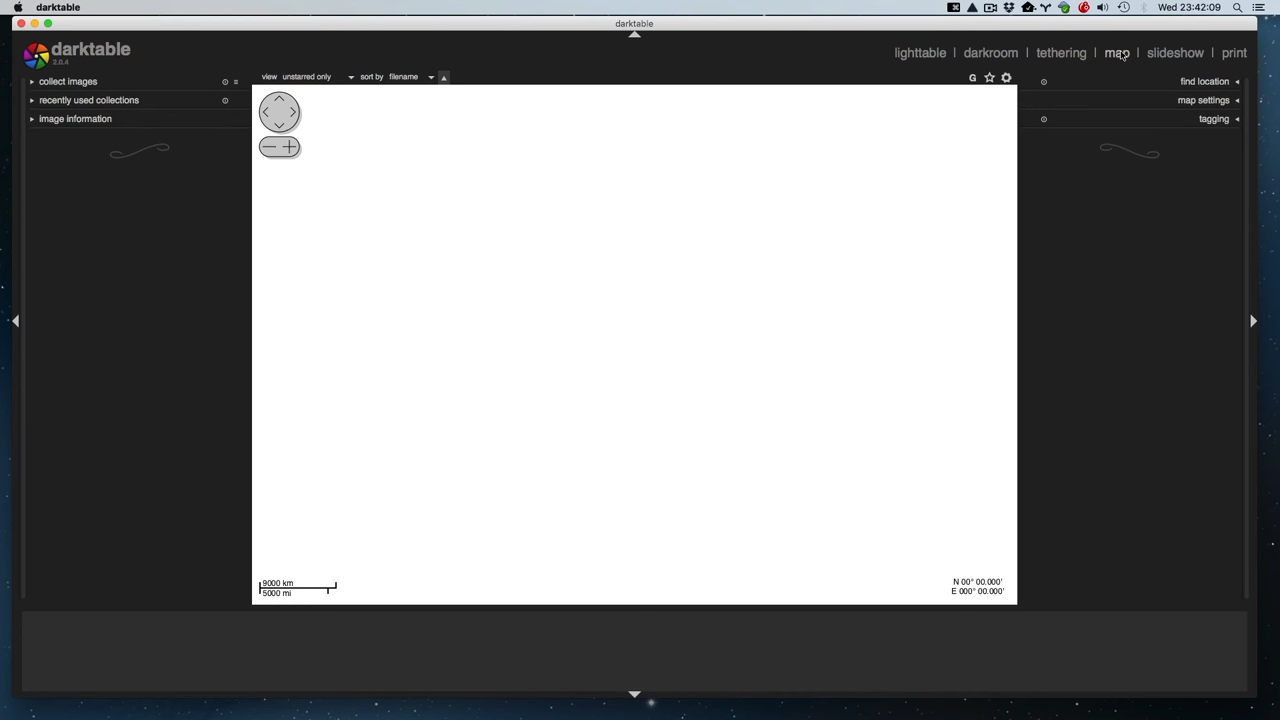 darktable
Wed 23:42:09
darktable
darktable
2.0.4
lighttable | darkroom | tethering | map | slideshow | print
collect images
recently used collections
image information
view unstarred only sort by filename
G
find location
map settings
tagging
9000 km
5000 mi
N 00° 00.000'
E 000° 00.000'